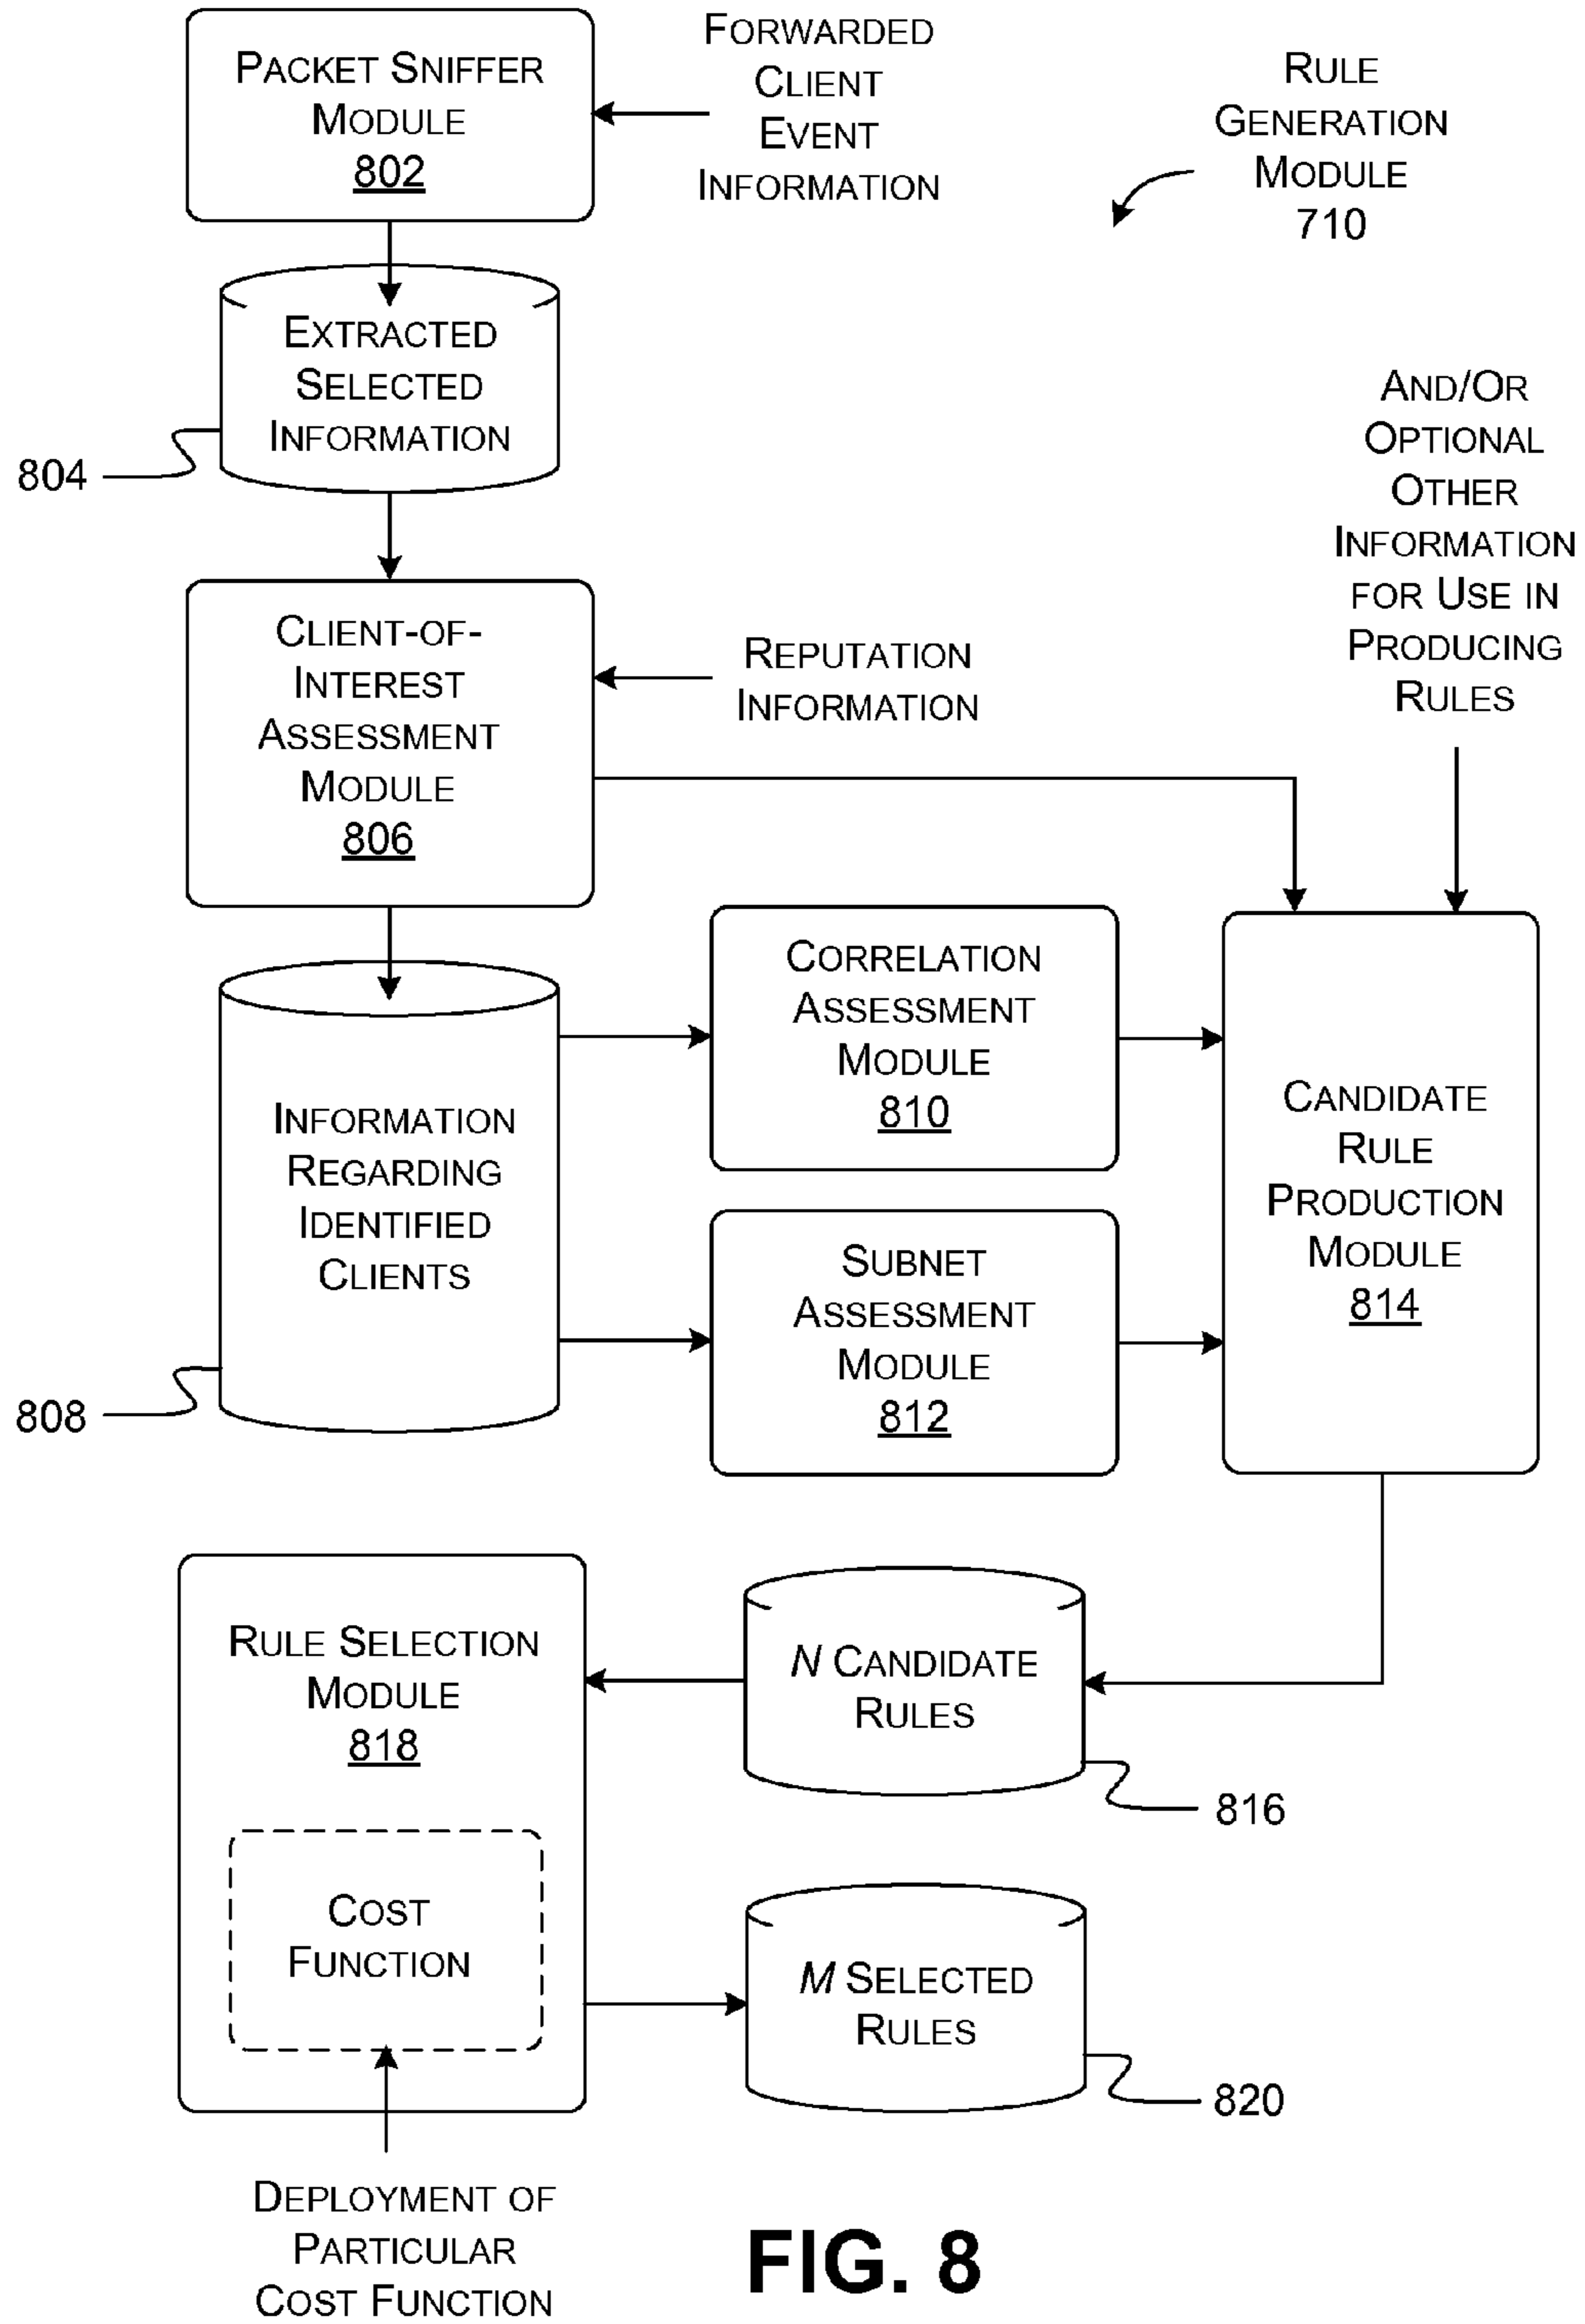 PACKET SNIFFER
MODULE
802
FORWARDED
CLIENT
EVENT
INFORMATION
RULE
GENERATION
MODULE
710
EXTRACTED
SELECTED
INFORMATION
804
AND/OR
OPTIONAL
OTHER
INFORMATION
FOR USE IN
PRODUCING
RULES
CLIENT-OF-
INTEREST
ASSESSMENT
MODULE
806
REPUTATION
INFORMATION
INFORMATION
REGARDING
IDENTIFIED
CLIENTS
808
CORRELATION
ASSESSMENT
MODULE
810
SUBNET
ASSESSMENT
MODULE
812
CANDIDATE
RULE
PRODUCTION
MODULE
814
RULE SELECTION
MODULE
818
COST
FUNCTION
N CANDIDATE
RULES
816
M SELECTED
RULES
820
DEPLOYMENT OF
PARTICULAR
COST FUNCTION
FIG. 8